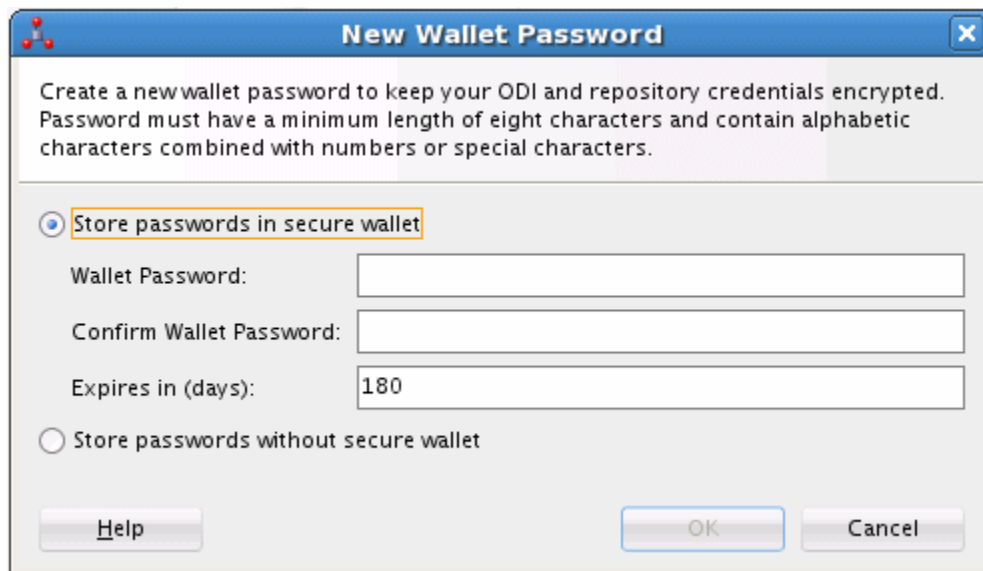 New Wallet Password
Create a new wallet password to keep your ODI and repository credentials encrypted.
Password must have a minimum length of eight characters and contain alphabetic
characters combined with numbers or special characters.
Store passwords in secure wallet
Wallet Password:
Confirm Wallet Password:
Expires in (days): 180
Store passwords without secure wallet
Help OK Cancel